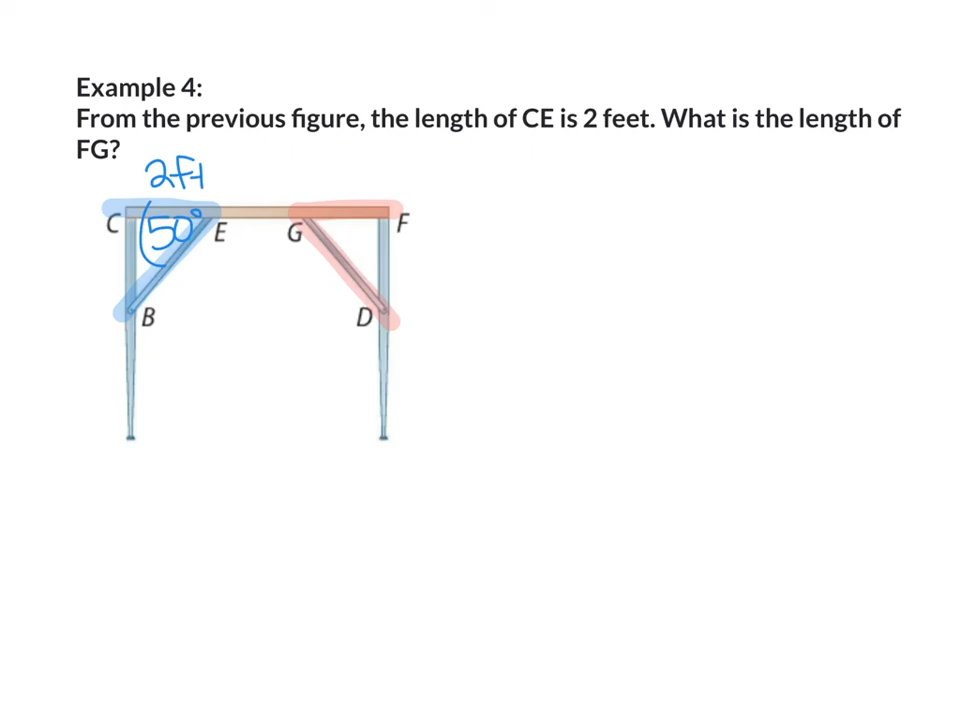 Example 4:
From the previous figure, the length of CE is 2 feet. What is the length of
FG?
2ft
C
50°
E
G
F
B
D